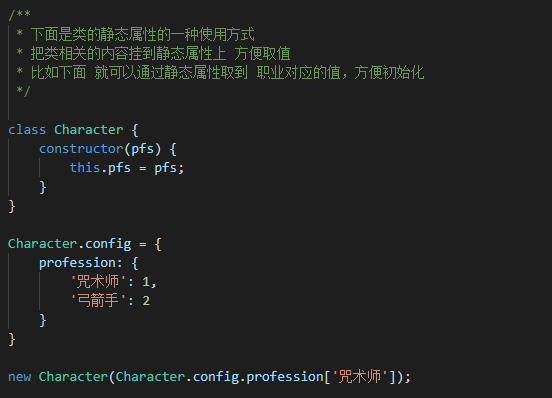 /**
 * 下面是类的静态属性的一种使用方式
 * 把类相关的内容挂到静态属性上 方便取值
 * 比如下面 就可以通过静态属性取到 职业对应的值，方便初始化
 */
class Character {
    constructor(pfs) {
        this.pfs = pfs;
    }
}
Character.config = {
    profession: {
        '咒术师': 1,
        '弓箭手': 2
    }
}
new Character(Character.config.profession['咒术师']);